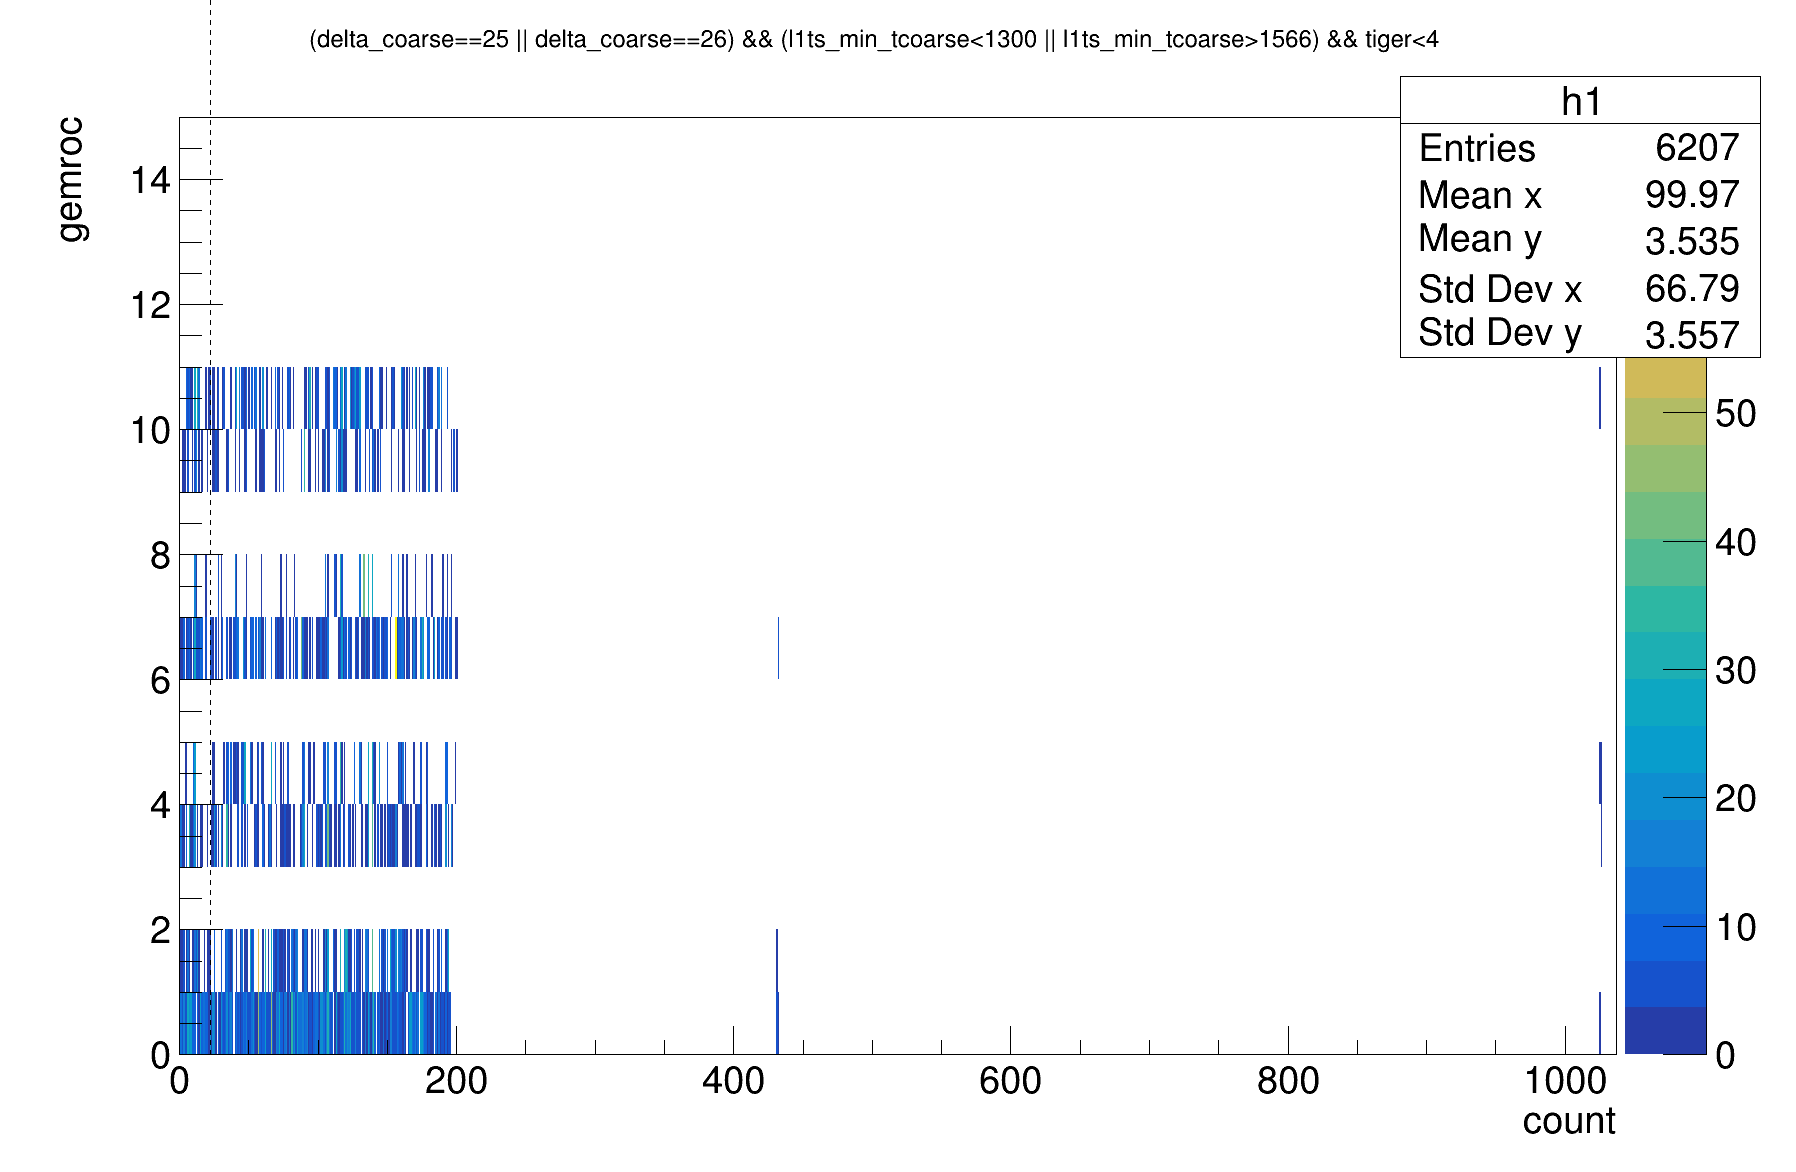 (delta_coarse==25 || delta_coarse==26) && (l1ts_min_tcoarse<1300 || l1ts_min_tcoarse>1566) && tiger<4
h1
Entries 6207
Mean x 99.97
Mean y 3.535
Std Dev x 66.79
Std Dev y 3.557
gemroc
14
12
10
8
6
4
2
0
0 200 400 600 800 1000
count
50
40
30
20
10
0